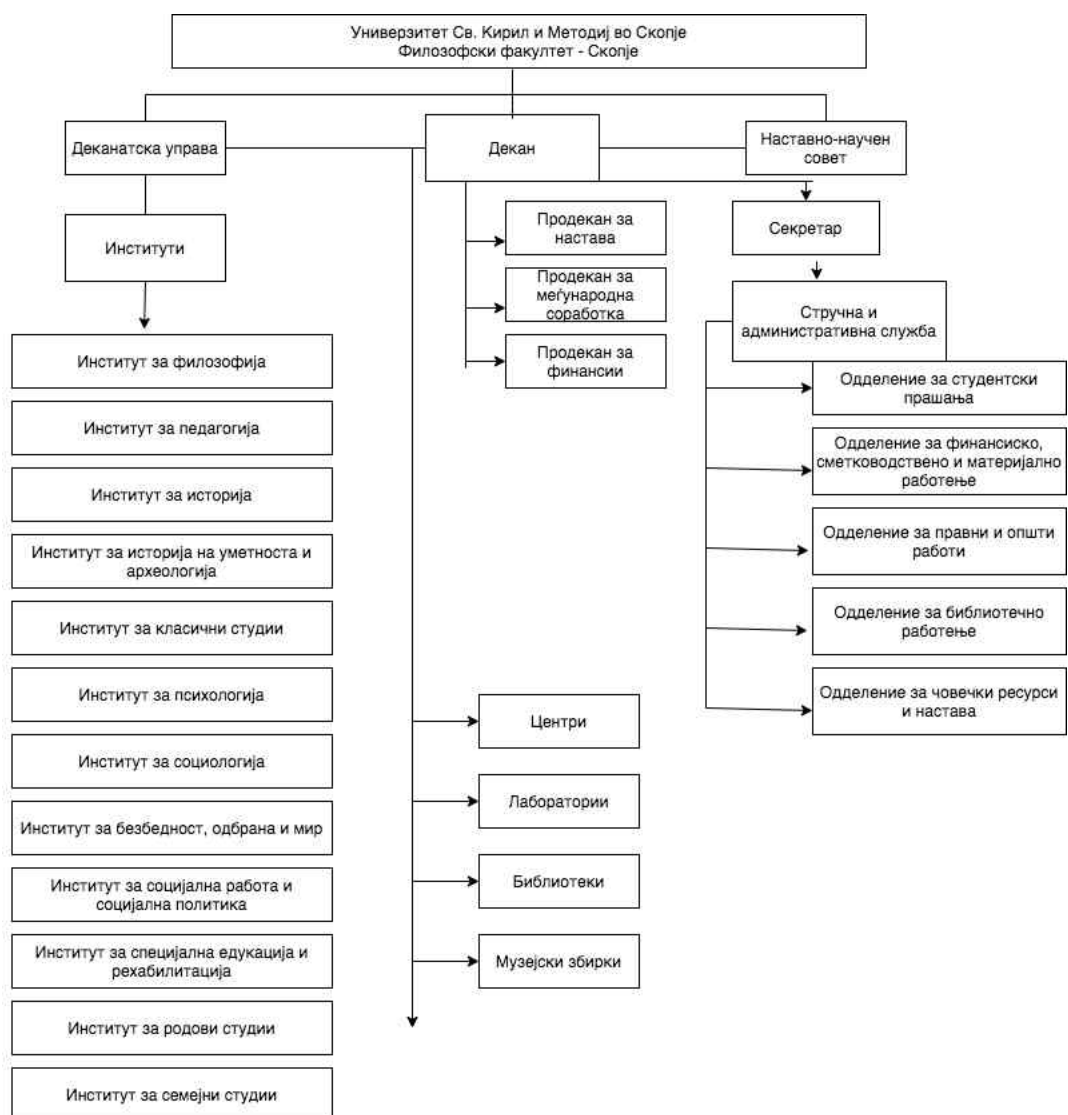 Универзитет Св. Кирил и Методиј во Скопје
Филозофски факултет - Скопје
Деканатска управа
Декан
Наставно-научен
совет
Институти
Продекан за
настава
Продекан за
меѓународна
соработка
Продекан за
финансии
Секретар
Стручна и
административна служба
Одделение за студентски
прашања
Одделение за финансиско,
сметководствено и материјално
работење
Одделение за правни и општи
работи
Одделение за библиотечно
работење
Одделение за човечки ресурси
и настава
Институт за филозофија
Институт за педагогија
Институт за историја
Институт за историја на уметноста и
археологија
Институт за класични студии
Институт за психологија
Институт за социологија
Институт за безбедност, одбрана и мир
Институт за социјална работа и
социјална политика
Институт за специјална едукација и
рехабилитација
Институт за родови студии
Институт за семејни студии
Центри
Лаборатории
Библиотеки
Музејски збирки